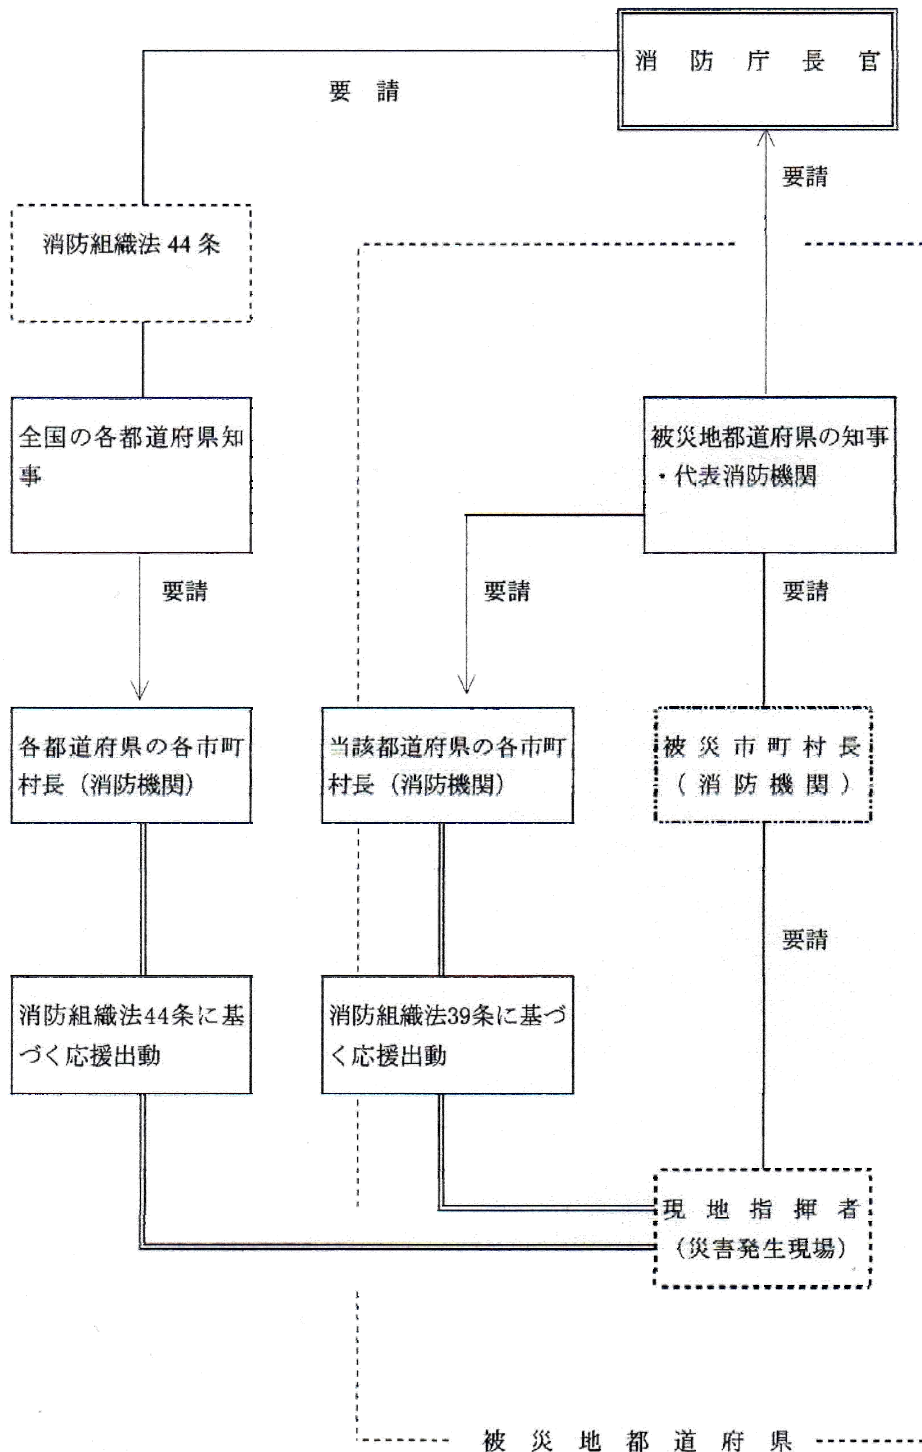 消防庁長官
要請
要請
消防組織法44条
全国の各都道府県知
事
被災地都道府県の知事
・代表消防機関
要請
要請
要請
各都道府県の各市町
村長（消防機関）
当該都道府県の各市町
村長（消防機関）
被災市町村長
（消防機関）
要請
消防組織法44条に基
づく応援出動
消防組織法39条に基づ
く応援出動
現地指揮者
（災害発生現場）
被災地都道府県